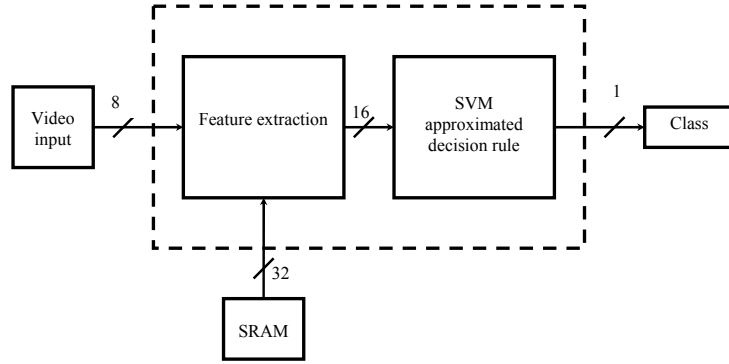 Video
input
8
Feature extraction
16
SVM
approximated
decision rule
1
Class
32
SRAM